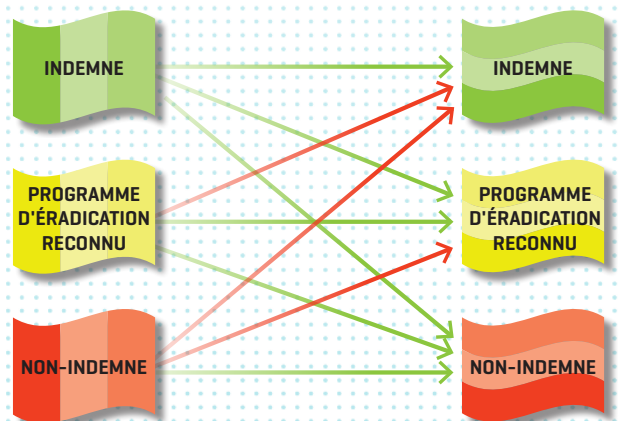 INDEMNE
INDEMNE
PROGRAMME
D'ÉRADICATION
RECONNU
PROGRAMME
D'ÉRADICATION
RECONNU
NON-INDEMNE
NON-INDEMNE